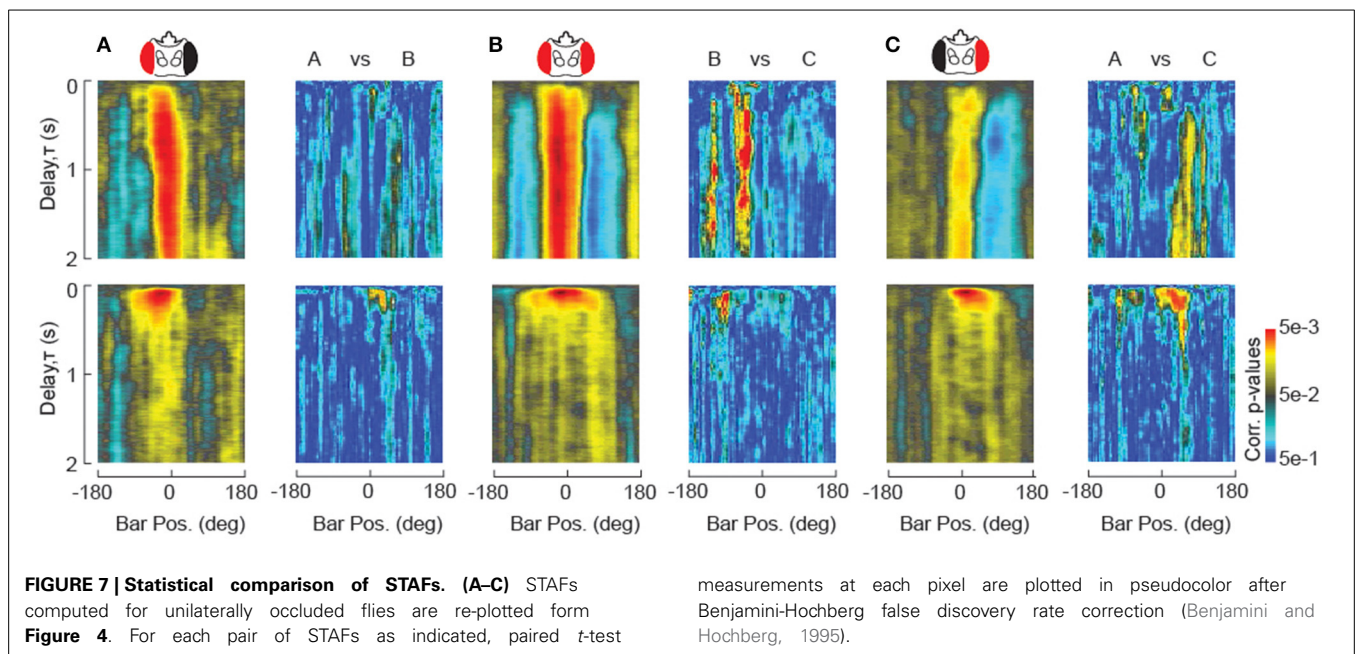 A
A vs B
B
B vs C
C
A vs C
0
1
2
Delay,τ (s)
0
1
2
Delay,τ (s)
-180 0 180
-180 0 180
-180 0 180
-180 0 180
-180 0 180
-180 0 180
Bar Pos. (deg)
Bar Pos. (deg)
Bar Pos. (deg)
Bar Pos. (deg)
Bar Pos. (deg)
Bar Pos. (deg)
5e-3
5e-2
5e-1
Corr. p-values
FIGURE 7 | Statistical comparison of STAFs. (A–C) STAFs
computed for unilaterally occluded flies are re-plotted form
Figure 4. For each pair of STAFs as indicated, paired t-test
measurements at each pixel are plotted in pseudocolor after
Benjamini-Hochberg false discovery rate correction (Benjamini and
Hochberg, 1995).